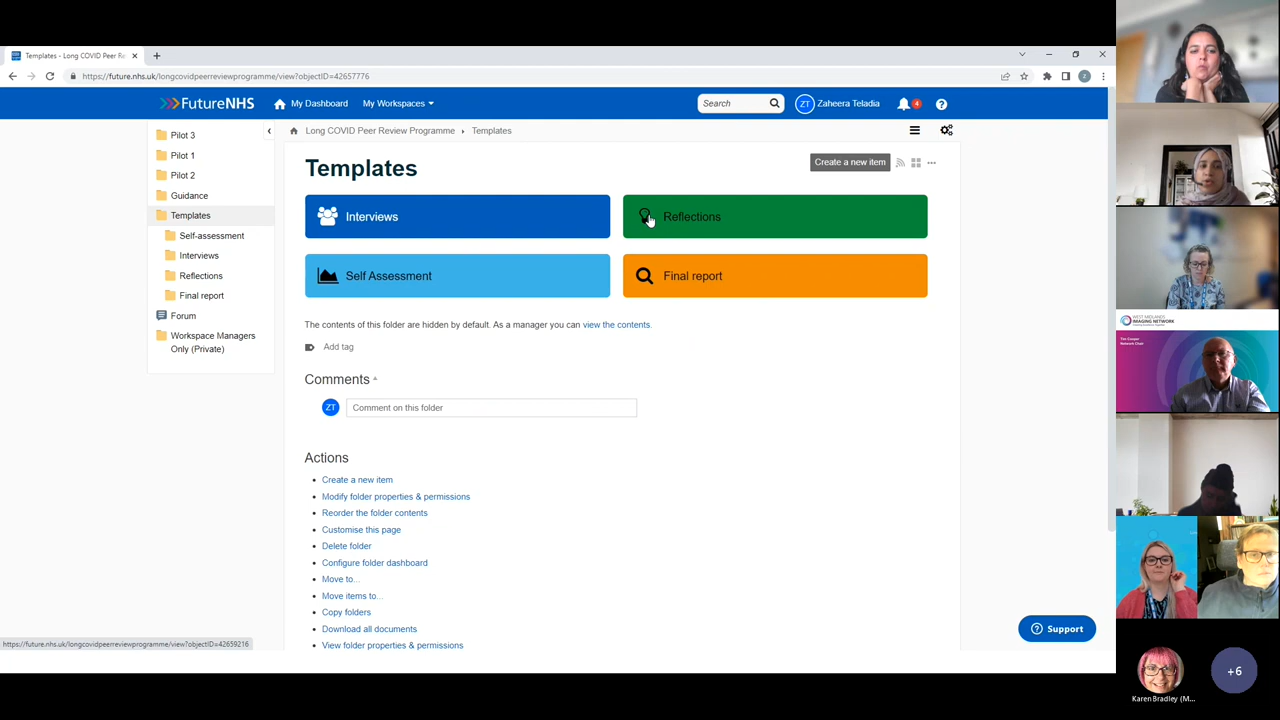 Templates - Long COVID Peer Re
https://future.nhs.uk/longcovidpeerreviewprogramme/view?objectID=42657776
Z
FutureNHS
My Dashboard
My Workspaces
Search
ZT
Zaheera Teladia
4
Pilot 3
Pilot 1
Pilot 2
Guidance
Templates
Self-assessment
Interviews
Reflections
Final report
Forum
Workspace Managers
Only (Private)
Long COVID Peer Review Programme
Templates
Templates
Create a new item
Interviews
Reflections
Self Assessment
Final report
The contents of this folder are hidden by default. As a manager you can view the contents.
Add tag
Comments
ZT
Comment on this folder
Actions
Create a new item
Modify folder properties & permissions
Reorder the folder contents
Customise this page
Delete folder
Configure folder dashboard
Move to...
Move items to...
Copy folders
Download all documents
View folder properties & permissions
Support
https://future.nhs.uk/longcovidpeerreviewprogramme/view?objectID=42659216
WEST MIDLANDS
IMAGING NETWORK
Tim Cooper
Network Chair
Karen Bradley (M...
+6